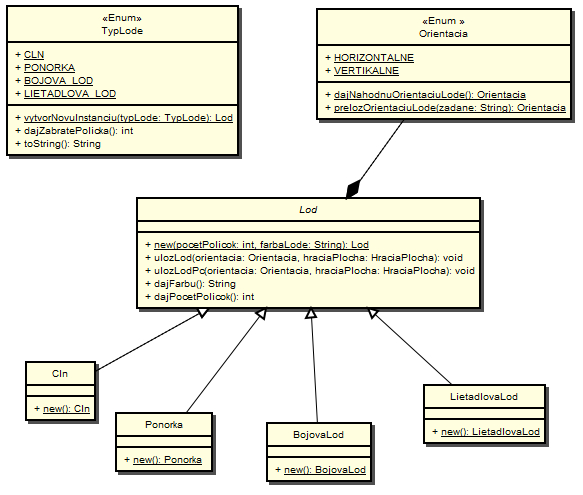 «Enum»
TypLode
+ CLN
+ PONORKA
+ BOJOVA_LOD
+ LIETADLOVA_LOD
+ vytvorNovuInstanciu(typLode: TypLode): Lod
+ dajZabratePolicka(): int
+ toString(): String
«Enum »
Orientacia
+ HORIZONTALNE
+ VERTIKALNE
+ dajNahodnuOrientaciuLode(): Orientacia
+ prelozOrientaciuLode(zadane: String): Orientacia
Lod
+ new(pocetPolicok: int, farbaLode: String): Lod
+ ulozLod(orientacia: Orientacia, hraciaPlocha: HraciaPlocha): void
+ ulozLodPc(orientacia: Orientacia, hraciaPlocha: HraciaPlocha): void
+ dajFarbu(): String
+ dajPocetPolicok(): int
Cln
+ new(): Cln
Ponorka
+ new(): Ponorka
BojovaLod
+ new(): BojovaLod
LietadlovaLod
+ new(): LietadlovaLod